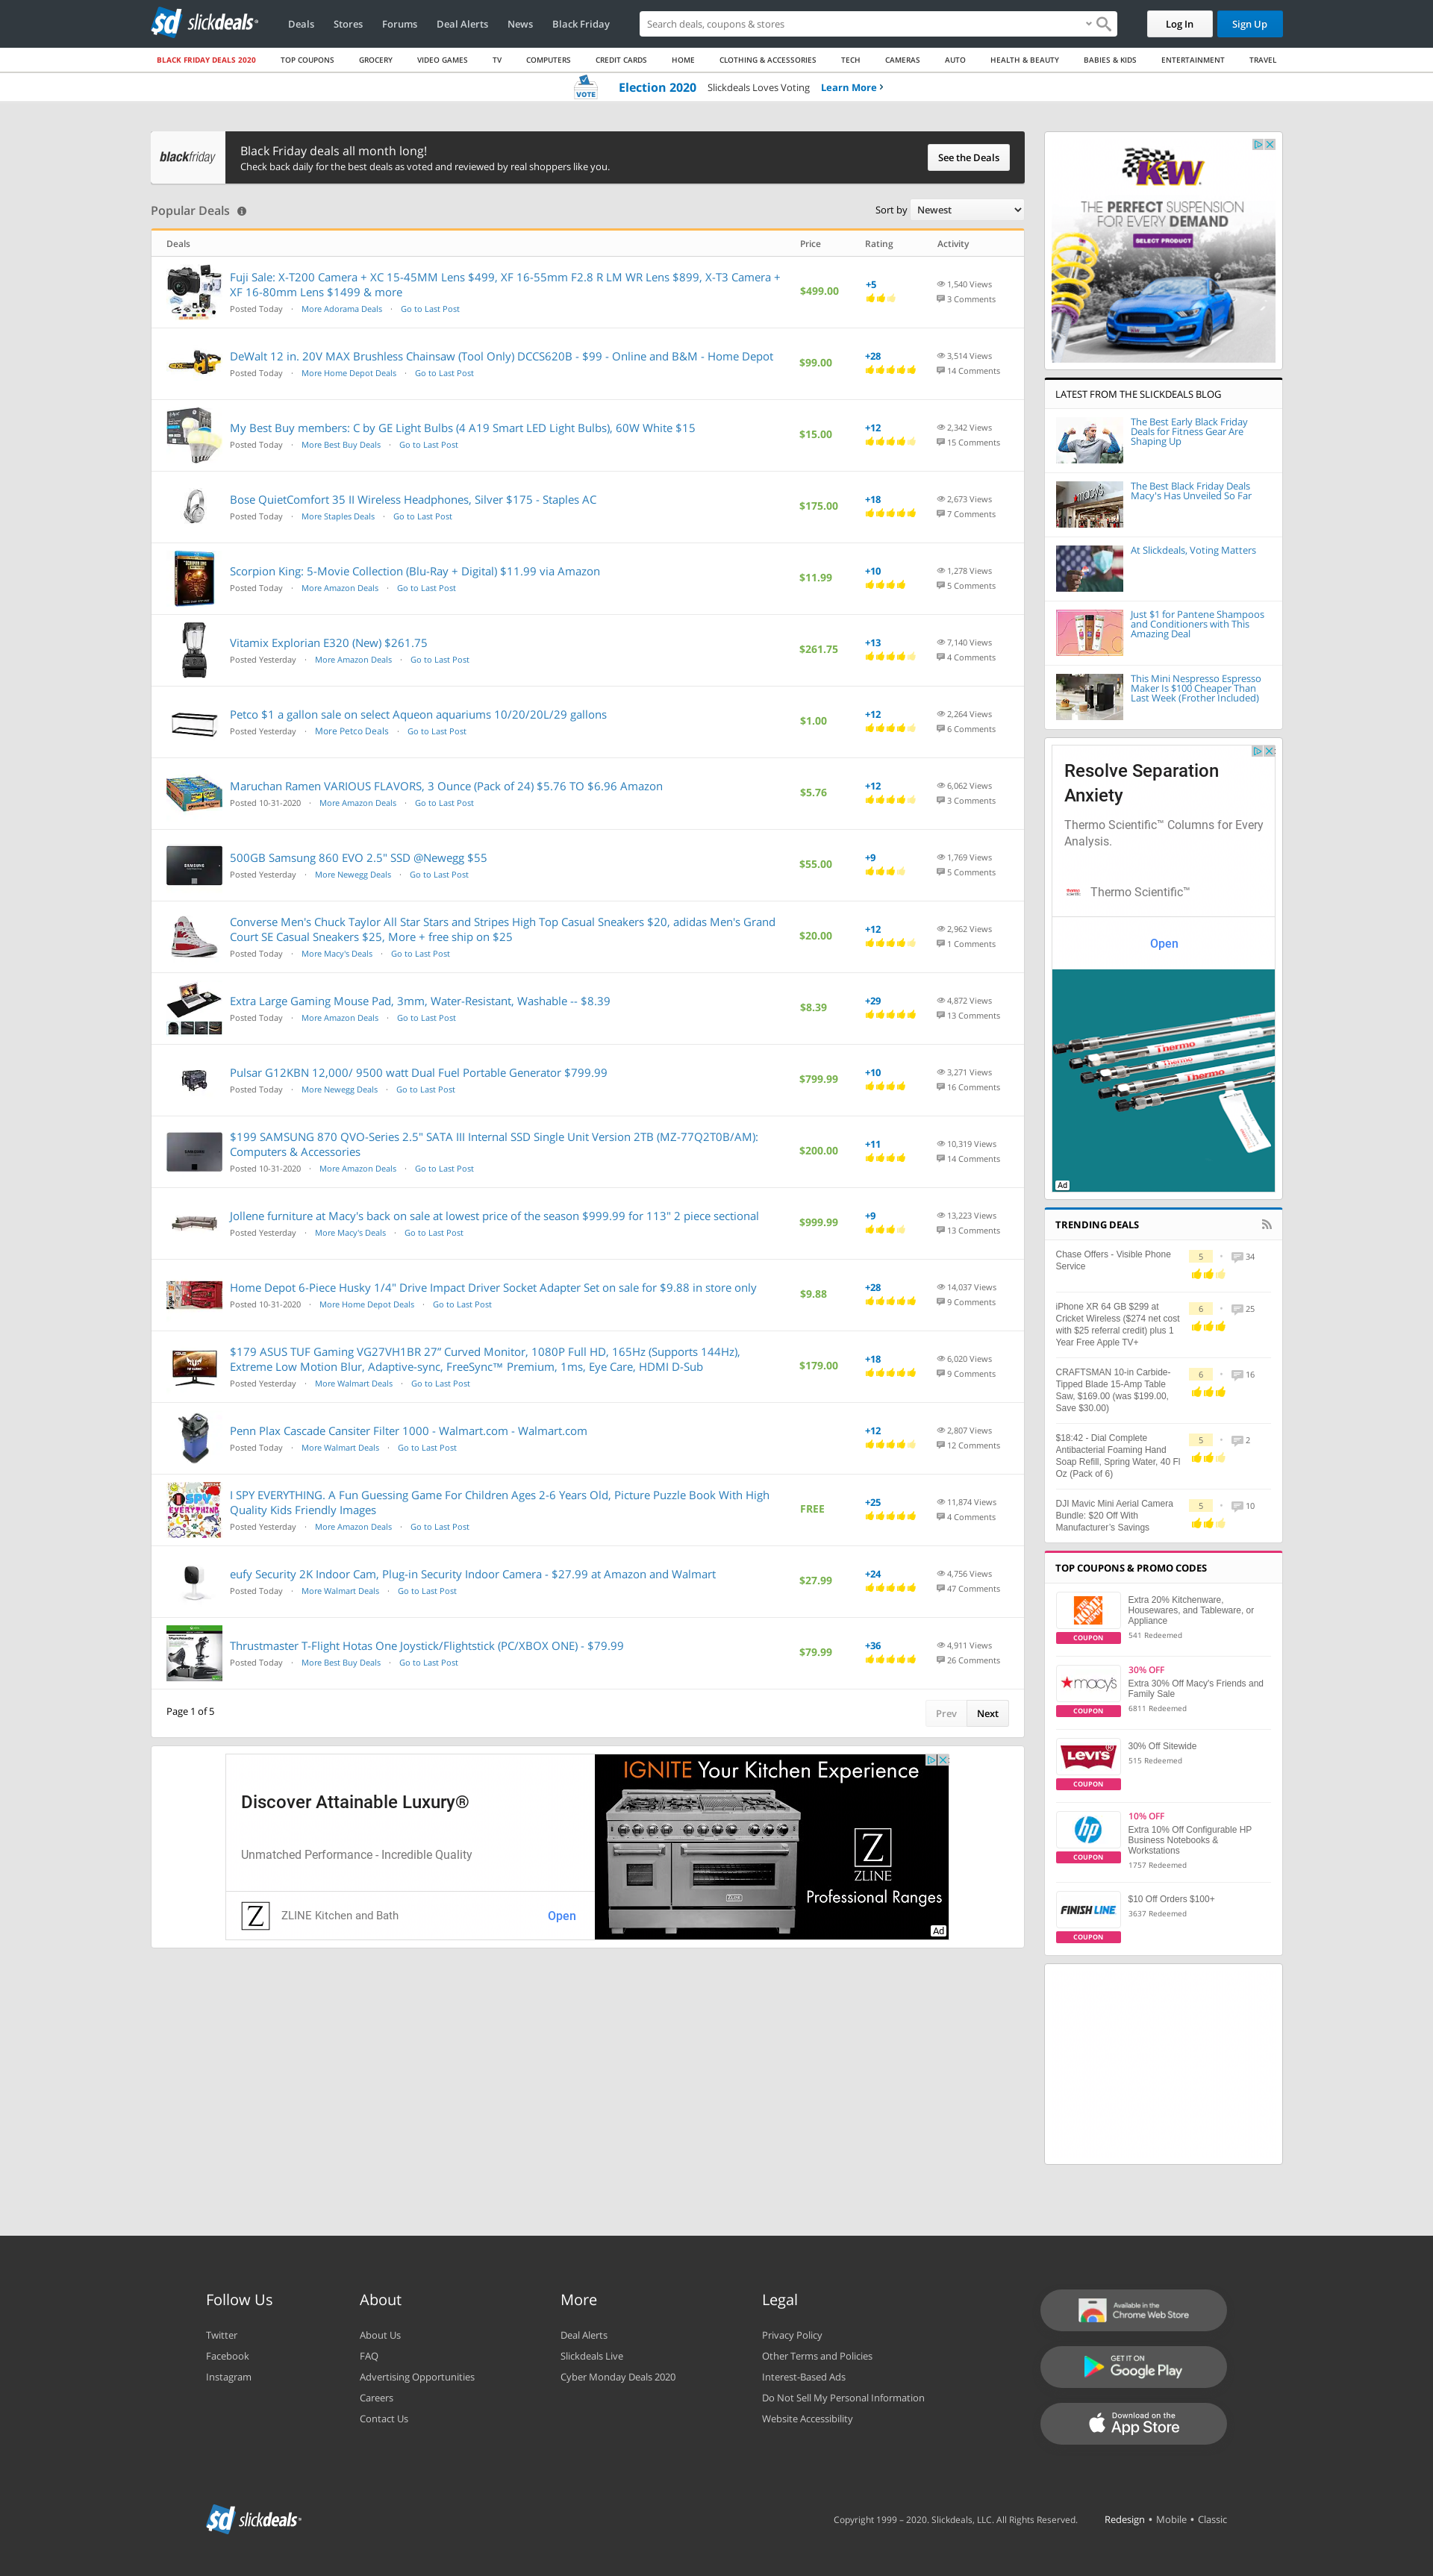 sd slickdeals
Deals Stores Forums Deal Alerts News Black Friday
Search deals, coupons & stores
Log In
Sign Up
BLACK FRIDAY DEALS 2020 TOP COUPONS GROCERY VIDEO GAMES TV COMPUTERS CREDIT CARDS HOME CLOTHING & ACCESSORIES TECH CAMERAS AUTO HEALTH & BEAUTY BABIES & KIDS ENTERTAINMENT TRAVEL
VOTE Election 2020 Slickdeals Loves Voting Learn More ›
blackfriday
Black Friday deals all month long!
Check back daily for the best deals as voted and reviewed by real shoppers like you.
See the Deals
Popular Deals
Sort by Newest
Deals Price Rating Activity
Fuji Sale: X-T200 Camera + XC 15-45MM Lens $499, XF 16-55mm F2.8 R LM WR Lens $899, X-T3 Camera +
XF 16-80mm Lens $1499 & more
Posted Today · More Adorama Deals · Go to Last Post
$499.00
+5
1,540 Views
3 Comments
DeWalt 12 in. 20V MAX Brushless Chainsaw (Tool Only) DCCS620B - $99 - Online and B&M - Home Depot
Posted Today · More Home Depot Deals · Go to Last Post
$99.00
+28
3,514 Views
14 Comments
My Best Buy members: C by GE Light Bulbs (4 A19 Smart LED Light Bulbs), 60W White $15
Posted Today · More Best Buy Deals · Go to Last Post
$15.00
+12
2,342 Views
15 Comments
Bose QuietComfort 35 II Wireless Headphones, Silver $175 - Staples AC
Posted Today · More Staples Deals · Go to Last Post
$175.00
+18
2,673 Views
7 Comments
Scorpion King: 5-Movie Collection (Blu-Ray + Digital) $11.99 via Amazon
Posted Today · More Amazon Deals · Go to Last Post
$11.99
+10
1,278 Views
5 Comments
Vitamix Explorian E320 (New) $261.75
Posted Yesterday · More Amazon Deals · Go to Last Post
$261.75
+13
7,140 Views
4 Comments
Petco $1 a gallon sale on select Aqueon aquariums 10/20/20L/29 gallons
Posted Yesterday · More Petco Deals · Go to Last Post
$1.00
+12
2,264 Views
6 Comments
Maruchan Ramen VARIOUS FLAVORS, 3 Ounce (Pack of 24) $5.76 TO $6.96 Amazon
Posted 10-31-2020 · More Amazon Deals · Go to Last Post
$5.76
+12
6,062 Views
3 Comments
500GB Samsung 860 EVO 2.5" SSD @Newegg $55
Posted Yesterday · More Newegg Deals · Go to Last Post
$55.00
+9
1,769 Views
5 Comments
Converse Men's Chuck Taylor All Star Stars and Stripes High Top Casual Sneakers $20, adidas Men's Grand
Court SE Casual Sneakers $25, More + free ship on $25
Posted Today · More Macy's Deals · Go to Last Post
$20.00
+12
2,962 Views
1 Comments
Extra Large Gaming Mouse Pad, 3mm, Water-Resistant, Washable -- $8.39
Posted Today · More Amazon Deals · Go to Last Post
$8.39
+29
4,872 Views
13 Comments
Pulsar G12KBN 12,000/ 9500 watt Dual Fuel Portable Generator $799.99
Posted Today · More Newegg Deals · Go to Last Post
$799.99
+10
3,271 Views
16 Comments
$199 SAMSUNG 870 QVO-Series 2.5" SATA III Internal SSD Single Unit Version 2TB (MZ-77Q2T0B/AM):
Computers & Accessories
Posted 10-31-2020 · More Amazon Deals · Go to Last Post
$200.00
+11
10,319 Views
14 Comments
Jollene furniture at Macy's back on sale at lowest price of the season $999.99 for 113" 2 piece sectional
Posted Yesterday · More Macy's Deals · Go to Last Post
$999.99
+9
13,223 Views
13 Comments
Home Depot 6-Piece Husky 1/4" Drive Impact Driver Socket Adapter Set on sale for $9.88 in store only
Posted 10-31-2020 · More Home Depot Deals · Go to Last Post
$9.88
+28
14,037 Views
9 Comments
$179 ASUS TUF Gaming VG27VH1BR 27” Curved Monitor, 1080P Full HD, 165Hz (Supports 144Hz),
Extreme Low Motion Blur, Adaptive-sync, FreeSync™ Premium, 1ms, Eye Care, HDMI D-Sub
Posted Yesterday · More Walmart Deals · Go to Last Post
$179.00
+18
6,020 Views
9 Comments
Penn Plax Cascade Cansiter Filter 1000 - Walmart.com - Walmart.com
Posted Today · More Walmart Deals · Go to Last Post
+12
2,807 Views
12 Comments
I SPY EVERYTHING
I SPY EVERYTHING. A Fun Guessing Game For Children Ages 2-6 Years Old, Picture Puzzle Book With High
Quality Kids Friendly Images
Posted Yesterday · More Amazon Deals · Go to Last Post
FREE
+25
11,874 Views
4 Comments
eufy Security 2K Indoor Cam, Plug-in Security Indoor Camera - $27.99 at Amazon and Walmart
Posted Today · More Walmart Deals · Go to Last Post
$27.99
+24
4,756 Views
47 Comments
Thrustmaster T-Flight Hotas One Joystick/Flightstick (PC/XBOX ONE) - $79.99
Posted Today · More Best Buy Deals · Go to Last Post
$79.99
+36
4,911 Views
26 Comments
Page 1 of 5
Prev Next
Discover Attainable Luxury®
Unmatched Performance - Incredible Quality
Z ZLINE Kitchen and Bath Open
IGNITE Your Kitchen Experience
Z
ZLINE
Professional Ranges
Ad
KW
THE PERFECT SUSPENSION
FOR EVERY DEMAND
SELECT PRODUCT
LATEST FROM THE SLICKDEALS BLOG
The Best Early Black Friday
Deals for Fitness Gear Are
Shaping Up
macy's
The Best Black Friday Deals
Macy's Has Unveiled So Far
At Slickdeals, Voting Matters
Just $1 for Pantene Shampoos
and Conditioners with This
Amazing Deal
This Mini Nespresso Espresso
Maker Is $100 Cheaper Than
Last Week (Frother Included)
Resolve Separation
Anxiety
Thermo Scientific™ Columns for Every
Analysis.
Thermo Scientific™
Open
Thermo
Thermo
Thermo
Ad
TRENDING DEALS
Chase Offers - Visible Phone
Service
5 • 34
iPhone XR 64 GB $299 at
Cricket Wireless ($274 net cost
with $25 referral credit) plus 1
Year Free Apple TV+
6 • 25
CRAFTSMAN 10-in Carbide-
Tipped Blade 15-Amp Table
Saw, $169.00 (was $199.00,
Save $30.00)
6 • 16
$18:42 - Dial Complete
Antibacterial Foaming Hand
Soap Refill, Spring Water, 40 Fl
Oz (Pack of 6)
5 • 2
DJI Mavic Mini Aerial Camera
Bundle: $20 Off With
Manufacturer's Savings
5 • 10
TOP COUPONS & PROMO CODES
THE HOME DEPOT
COUPON
Extra 20% Kitchenware,
Housewares, and Tableware, or
Appliance
541 Redeemed
macy's
COUPON
30% OFF
Extra 30% Off Macy's Friends and
Family Sale
6811 Redeemed
LEVI'S
COUPON
30% Off Sitewide
515 Redeemed
hp
COUPON
10% OFF
Extra 10% Off Configurable HP
Business Notebooks &
Workstations
1757 Redeemed
FINISH LINE
COUPON
$10 Off Orders $100+
3637 Redeemed
Follow Us
Twitter
Facebook
Instagram
About
About Us
FAQ
Advertising Opportunities
Careers
Contact Us
More
Deal Alerts
Slickdeals Live
Cyber Monday Deals 2020
Legal
Privacy Policy
Other Terms and Policies
Interest-Based Ads
Do Not Sell My Personal Information
Website Accessibility
Available in the
Chrome Web Store
GET IT ON
Google Play
Download on the
App Store
sd slickdeals
Copyright 1999 – 2020. Slickdeals, LLC. All Rights Reserved.
Redesign • Mobile • Classic